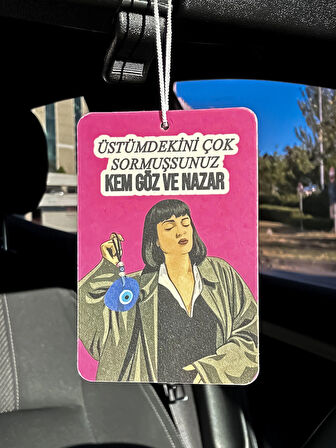 ÜSTÜMDEKİNİ ÇOK
SORMUŞSUNUZ
KEM GÖZ VE NAZAR